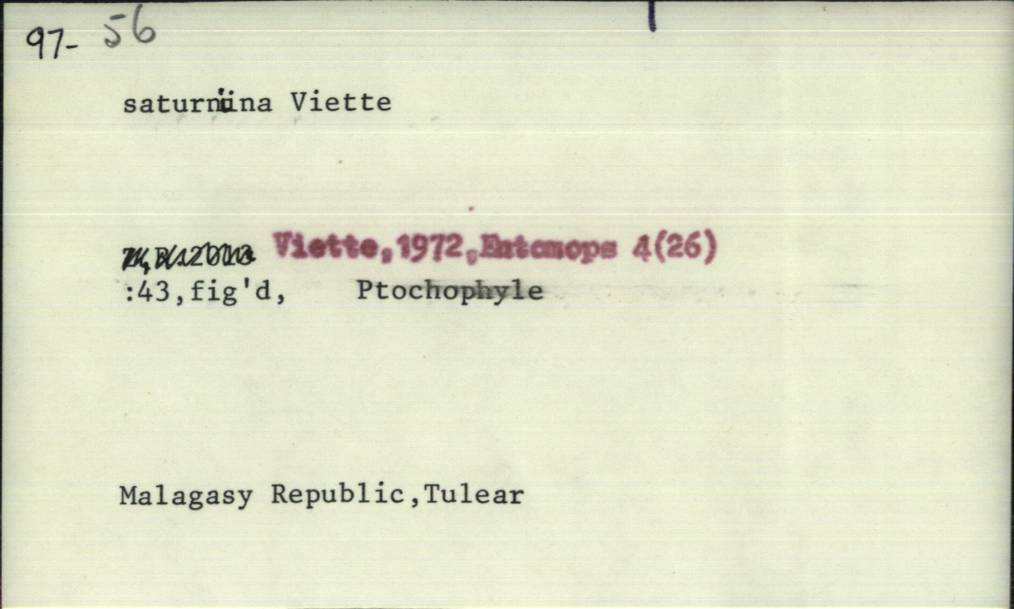 97- 56
saturnina Viette
Viette,1972,Entomops 4(26)
:43,fig'd, Ptochophyle
Malagasy Republic,Tulear